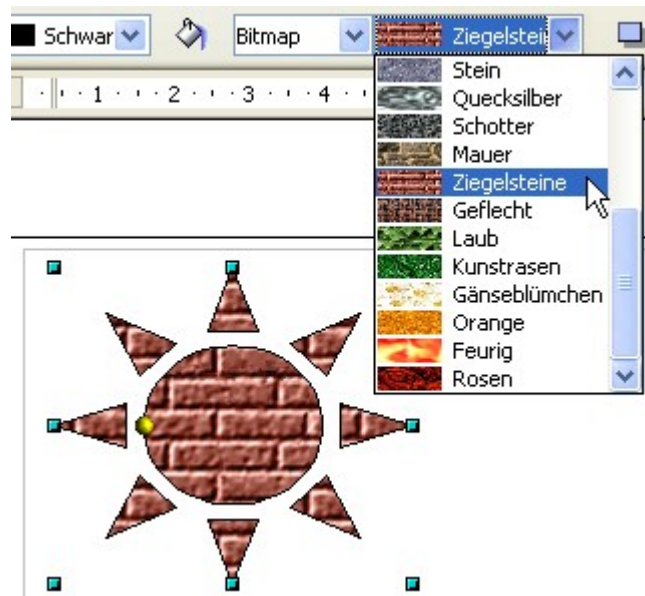 Schwar Bitmap Ziegelstei
1 2 3 4
Stein
Quecksilber
Schotter
Mauer
Ziegelsteine
Geflecht
Laub
Kunstrasen
Gänseblümchen
Orange
Feurig
Rosen